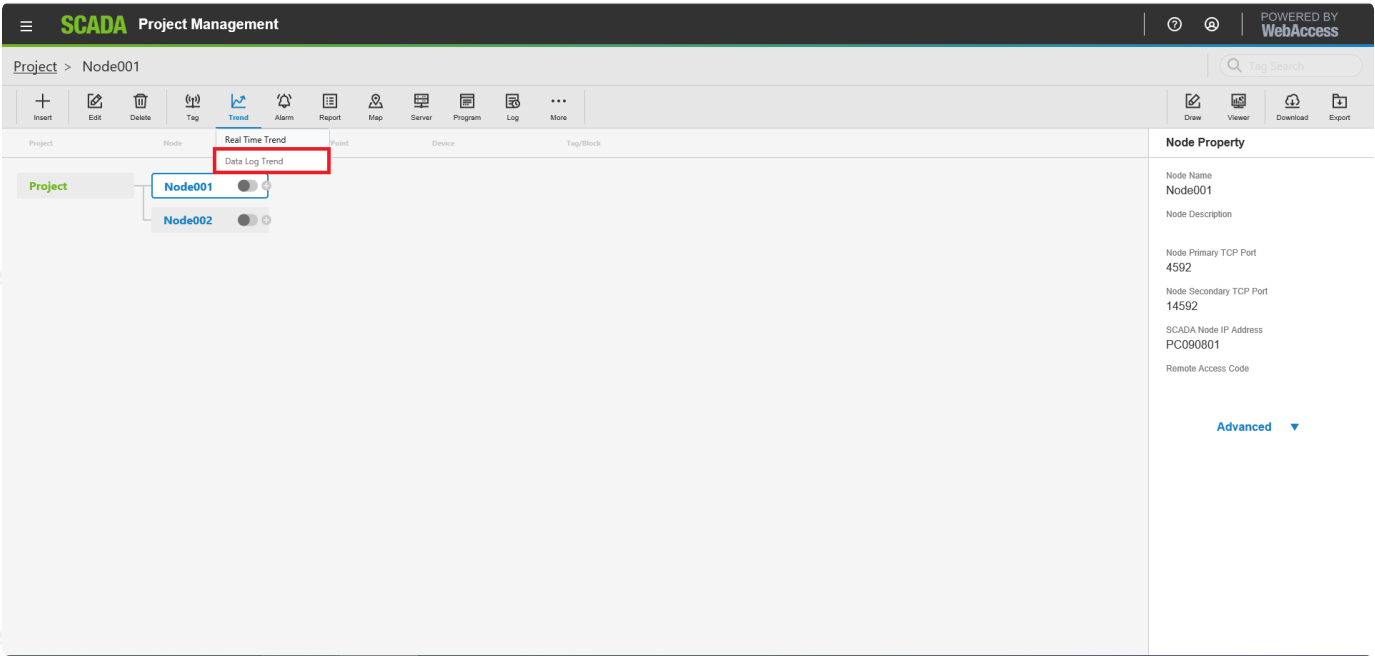 SCADA Project Management
POWERED BY
WebAccess
Project > Node001
Tag Search
Insert Edit Delete Tag Trend Alarm Report Map Server Program Log More
Draw Viewer Download Export
Real Time Trend
Data Log Trend
Project Node Point Device Tag/Block
Project
Node001
Node002
Node Property
Node Name
Node001
Node Description
Node Primary TCP Port
4592
Node Secondary TCP Port
14592
SCADA Node IP Address
PC090801
Remote Access Code
Advanced